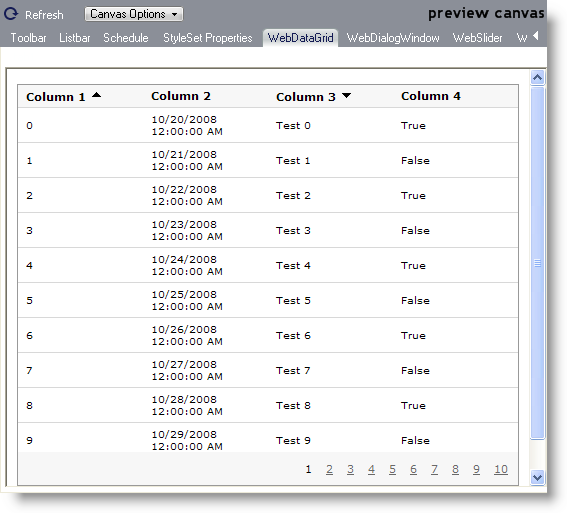 Refresh Canvas Options preview canvas
Toolbar Listbar Schedule StyleSet Properties WebDataGrid WebDialogWindow WebSlider W
Column 1 Column 2 Column 3 Column 4
0 10/20/2008 12:00:00 AM Test 0 True
1 10/21/2008 12:00:00 AM Test 1 False
2 10/22/2008 12:00:00 AM Test 2 True
3 10/23/2008 12:00:00 AM Test 3 False
4 10/24/2008 12:00:00 AM Test 4 True
5 10/25/2008 12:00:00 AM Test 5 False
6 10/26/2008 12:00:00 AM Test 6 True
7 10/27/2008 12:00:00 AM Test 7 False
8 10/28/2008 12:00:00 AM Test 8 True
9 10/29/2008 12:00:00 AM Test 9 False
1 2 3 4 5 6 7 8 9 10